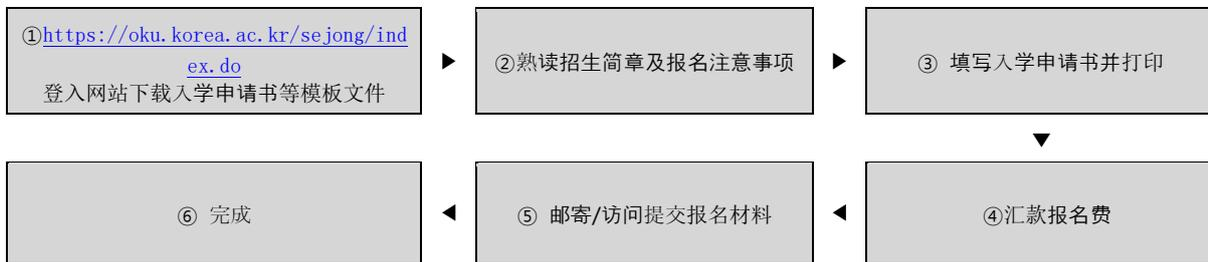 ①https://oku.korea.ac.kr/sejong/ind
ex.do
登入网站下载入学申请书等模板文件
▶
②熟读招生简章及报名注意事项
▶
③ 填写入学申请书并打印
▼
④汇款报名费
◀
⑤ 邮寄/访问提交报名材料
◀
⑥ 完成